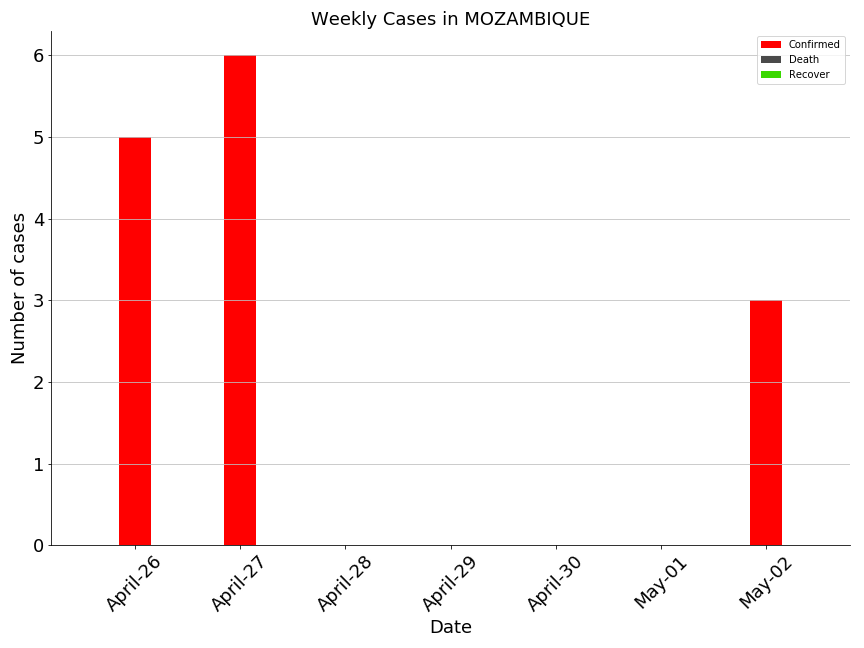 Weekly Cases in MOZAMBIQUE
Confirmed
Death
Recover
Number of cases
6
5
4
3
2
1
0
April-26
April-27
April-28
April-29
April-30
May-01
May-02
Date